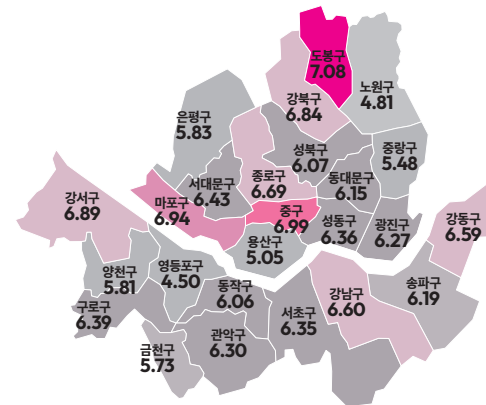 도봉구
7.08
노원구
4.81
강북구
6.84
은평구
5.83
성북구
6.07
중랑구
5.48
종로구
6.69
동대문구
6.15
서대문구
6.43
강서구
6.89
마포구
6.94
중구
6.99
성동구
6.36
광진구
6.27
강동구
6.59
용산구
5.05
양천구
5.81
영등포구
4.50
동작구
6.06
강남구
6.60
송파구
6.19
구로구
6.39
서초구
6.35
관악구
6.30
금천구
5.73